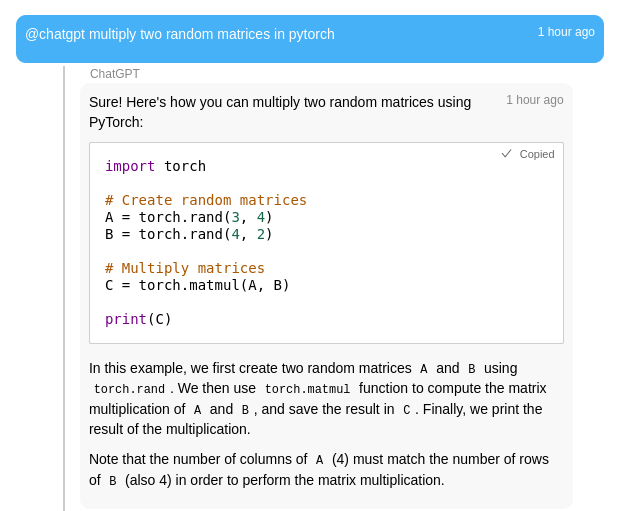 @chatgpt multiply two random matrices in pytorch
1 hour ago
ChatGPT
Sure! Here's how you can multiply two random matrices using
PyTorch:
1 hour ago
Copied
import torch
# Create random matrices
A = torch.rand(3, 4)
B = torch.rand(4, 2)
# Multiply matrices
C = torch.matmul(A, B)
print(C)
In this example, we first create two random matrices A and B using
torch.rand . We then use torch.matmul function to compute the matrix
multiplication of A and B , and save the result in C . Finally, we print the
result of the multiplication.
Note that the number of columns of A (4) must match the number of rows
of B (also 4) in order to perform the matrix multiplication.